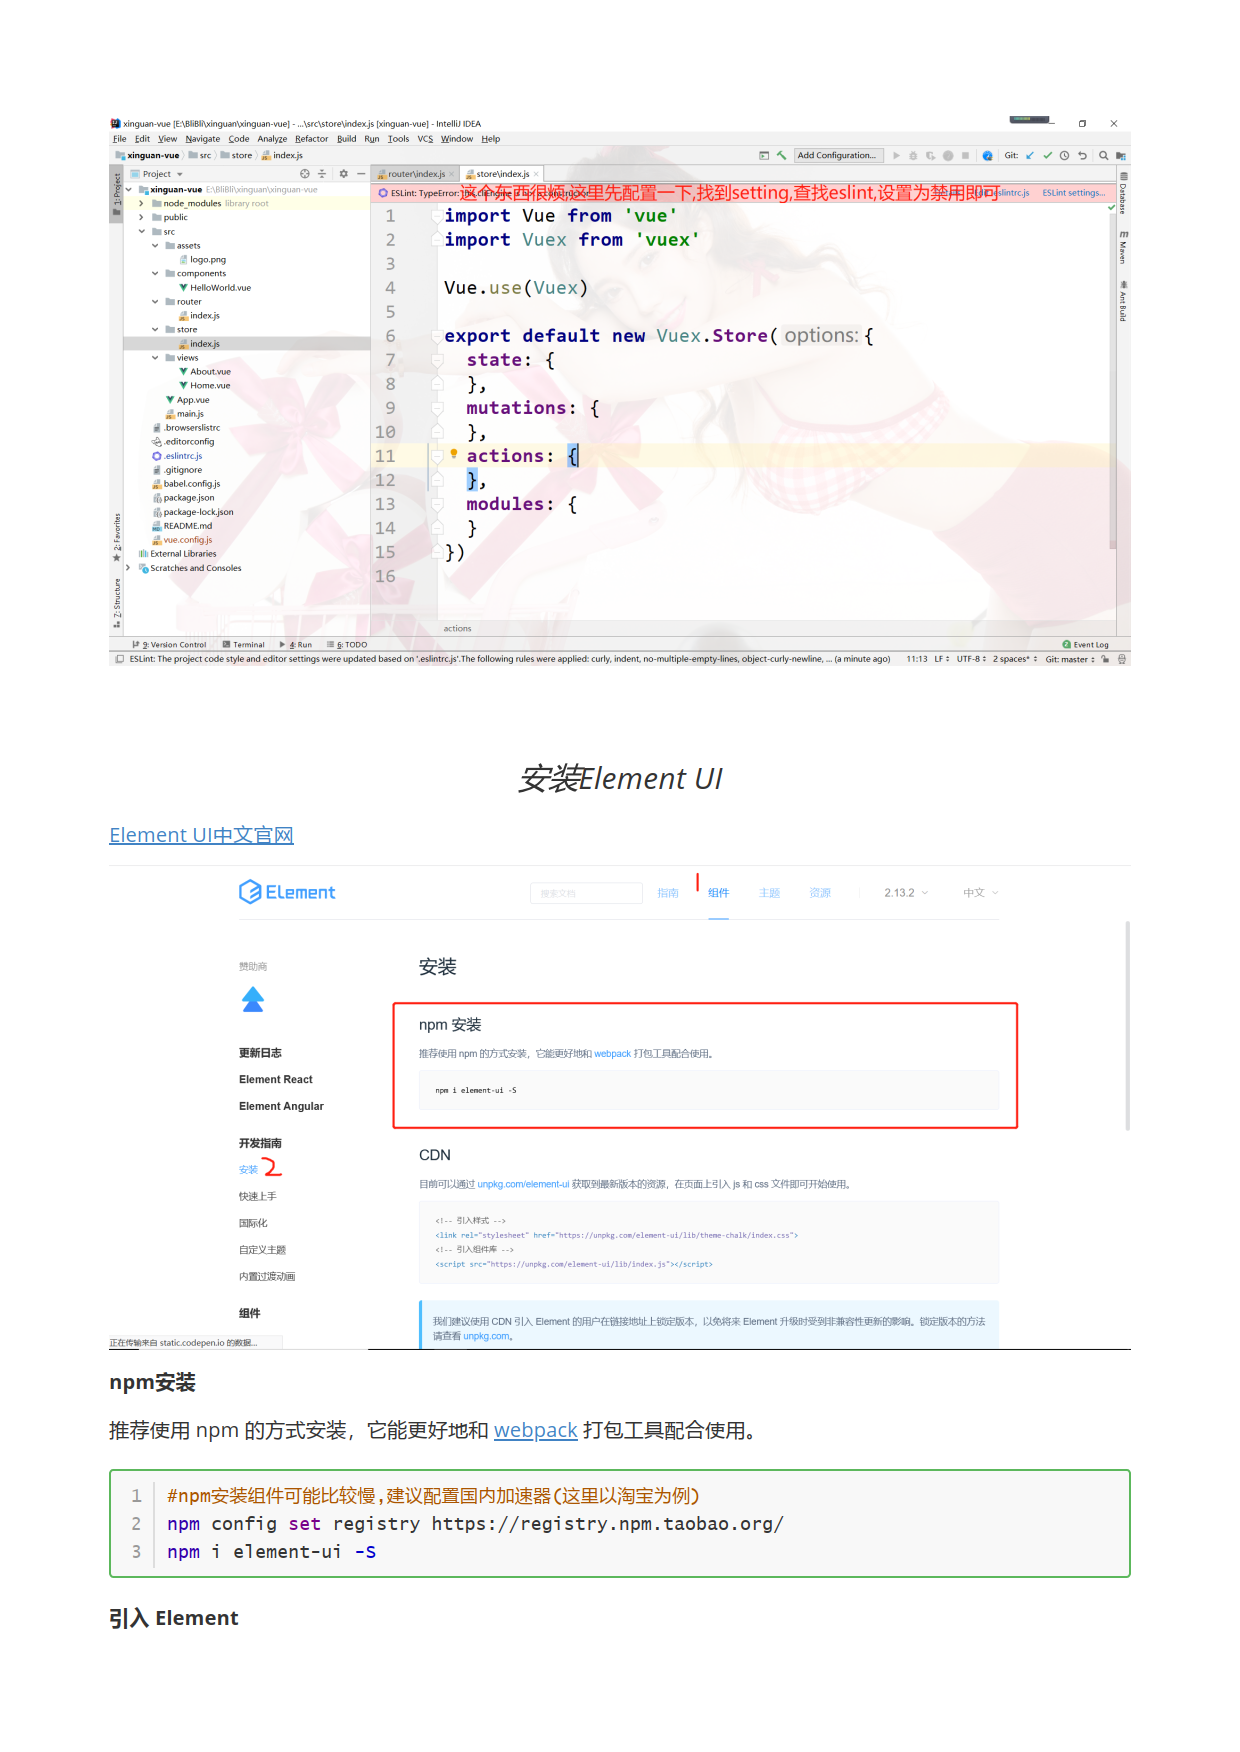 xinguan-vue [E:\BliBli\xinguan\xinguan-vue] - ...\src\store\index.js [xinguan-vue] - IntelliJ IDEA
File Edit View Navigate Code Analyze Refactor Build Run Tools VCS Window Help
xinguan-vue src store index.js Add Configuration... Git:
Project router\index.js store\index.js
ESLint: TypeError: 这个东西很烦,这里先配置一下,找到setting,查找eslint,设置为禁用即可 eslintrc.js ESLint settings...
1: Project
2: Favorites
Z: Structure
Database
Maven
Ant Build
xinguan-vue E:\BliBli\xinguan\xinguan-vue
node_modules library root
public
src
assets
logo.png
components
HelloWorld.vue
router
index.js
store
index.js
views
About.vue
Home.vue
App.vue
main.js
.browserslistrc
.editorconfig
.eslintrc.js
.gitignore
babel.config.js
package.json
package-lock.json
README.md
vue.config.js
External Libraries
Scratches and Consoles
1 import Vue from 'vue'
2 import Vuex from 'vuex'
3
4 Vue.use(Vuex)
5
6 export default new Vuex.Store( options: {
7 state: {
8 },
9 mutations: {
10 },
11 actions: {
12 },
13 modules: {
14 }
15 })
16
actions
9: Version Control Terminal 4: Run 6: TODO Event Log
ESLint: The project code style and editor settings were updated based on '.eslintrc.js'.The following rules were applied: curly, indent, no-multiple-empty-lines, object-curly-newline, ... (a minute ago) 11:13 LF UTF-8 2 spaces* Git: master
安装Element UI
Element UI中文官网
Element 搜索文档 指南 1 组件 主题 资源 2.13.2 中文
赞助商
更新日志
Element React
Element Angular
开发指南
安装 2
快速上手
国际化
自定义主题
内置过渡动画
组件
正在传输来自 static.codepen.io 的数据...
安装
npm 安装
推荐使用 npm 的方式安装，它能更好地和 webpack 打包工具配合使用。
npm i element-ui -S
CDN
目前可以通过 unpkg.com/element-ui 获取到最新版本的资源，在页面上引入 js 和 css 文件即可开始使用。
<!-- 引入样式 -->
<link rel="stylesheet" href="https://unpkg.com/element-ui/lib/theme-chalk/index.css">
<!-- 引入组件库 -->
<script src="https://unpkg.com/element-ui/lib/index.js"></script>
我们建议使用 CDN 引入 Element 的用户在链接地址上锁定版本，以免将来 Element 升级时受到非兼容性更新的影响。锁定版本的方法
请查看 unpkg.com。
npm安装
推荐使用 npm 的方式安装，它能更好地和 webpack 打包工具配合使用。
1 #npm安装组件可能比较慢,建议配置国内加速器(这里以淘宝为例)
2 npm config set registry https://registry.npm.taobao.org/
3 npm i element-ui -S
引入 Element